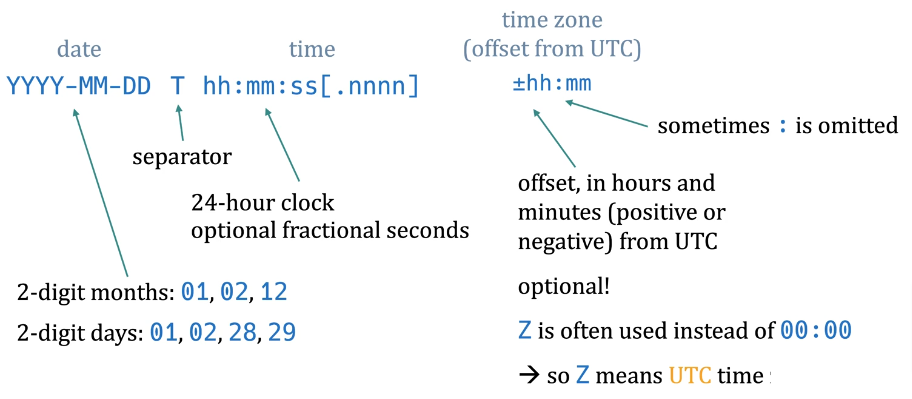 date
time
time zone
(offset from UTC)
YYYY-MM-DD T hh:mm:ss[.nnnn]
±hh:mm
sometimes : is omitted
separator
24-hour clock
optional fractional seconds
offset, in hours and
minutes (positive or
negative) from UTC
optional!
2-digit months: 01, 02, 12
2-digit days: 01, 02, 28, 29
Z is often used instead of 00:00
→ so Z means UTC time